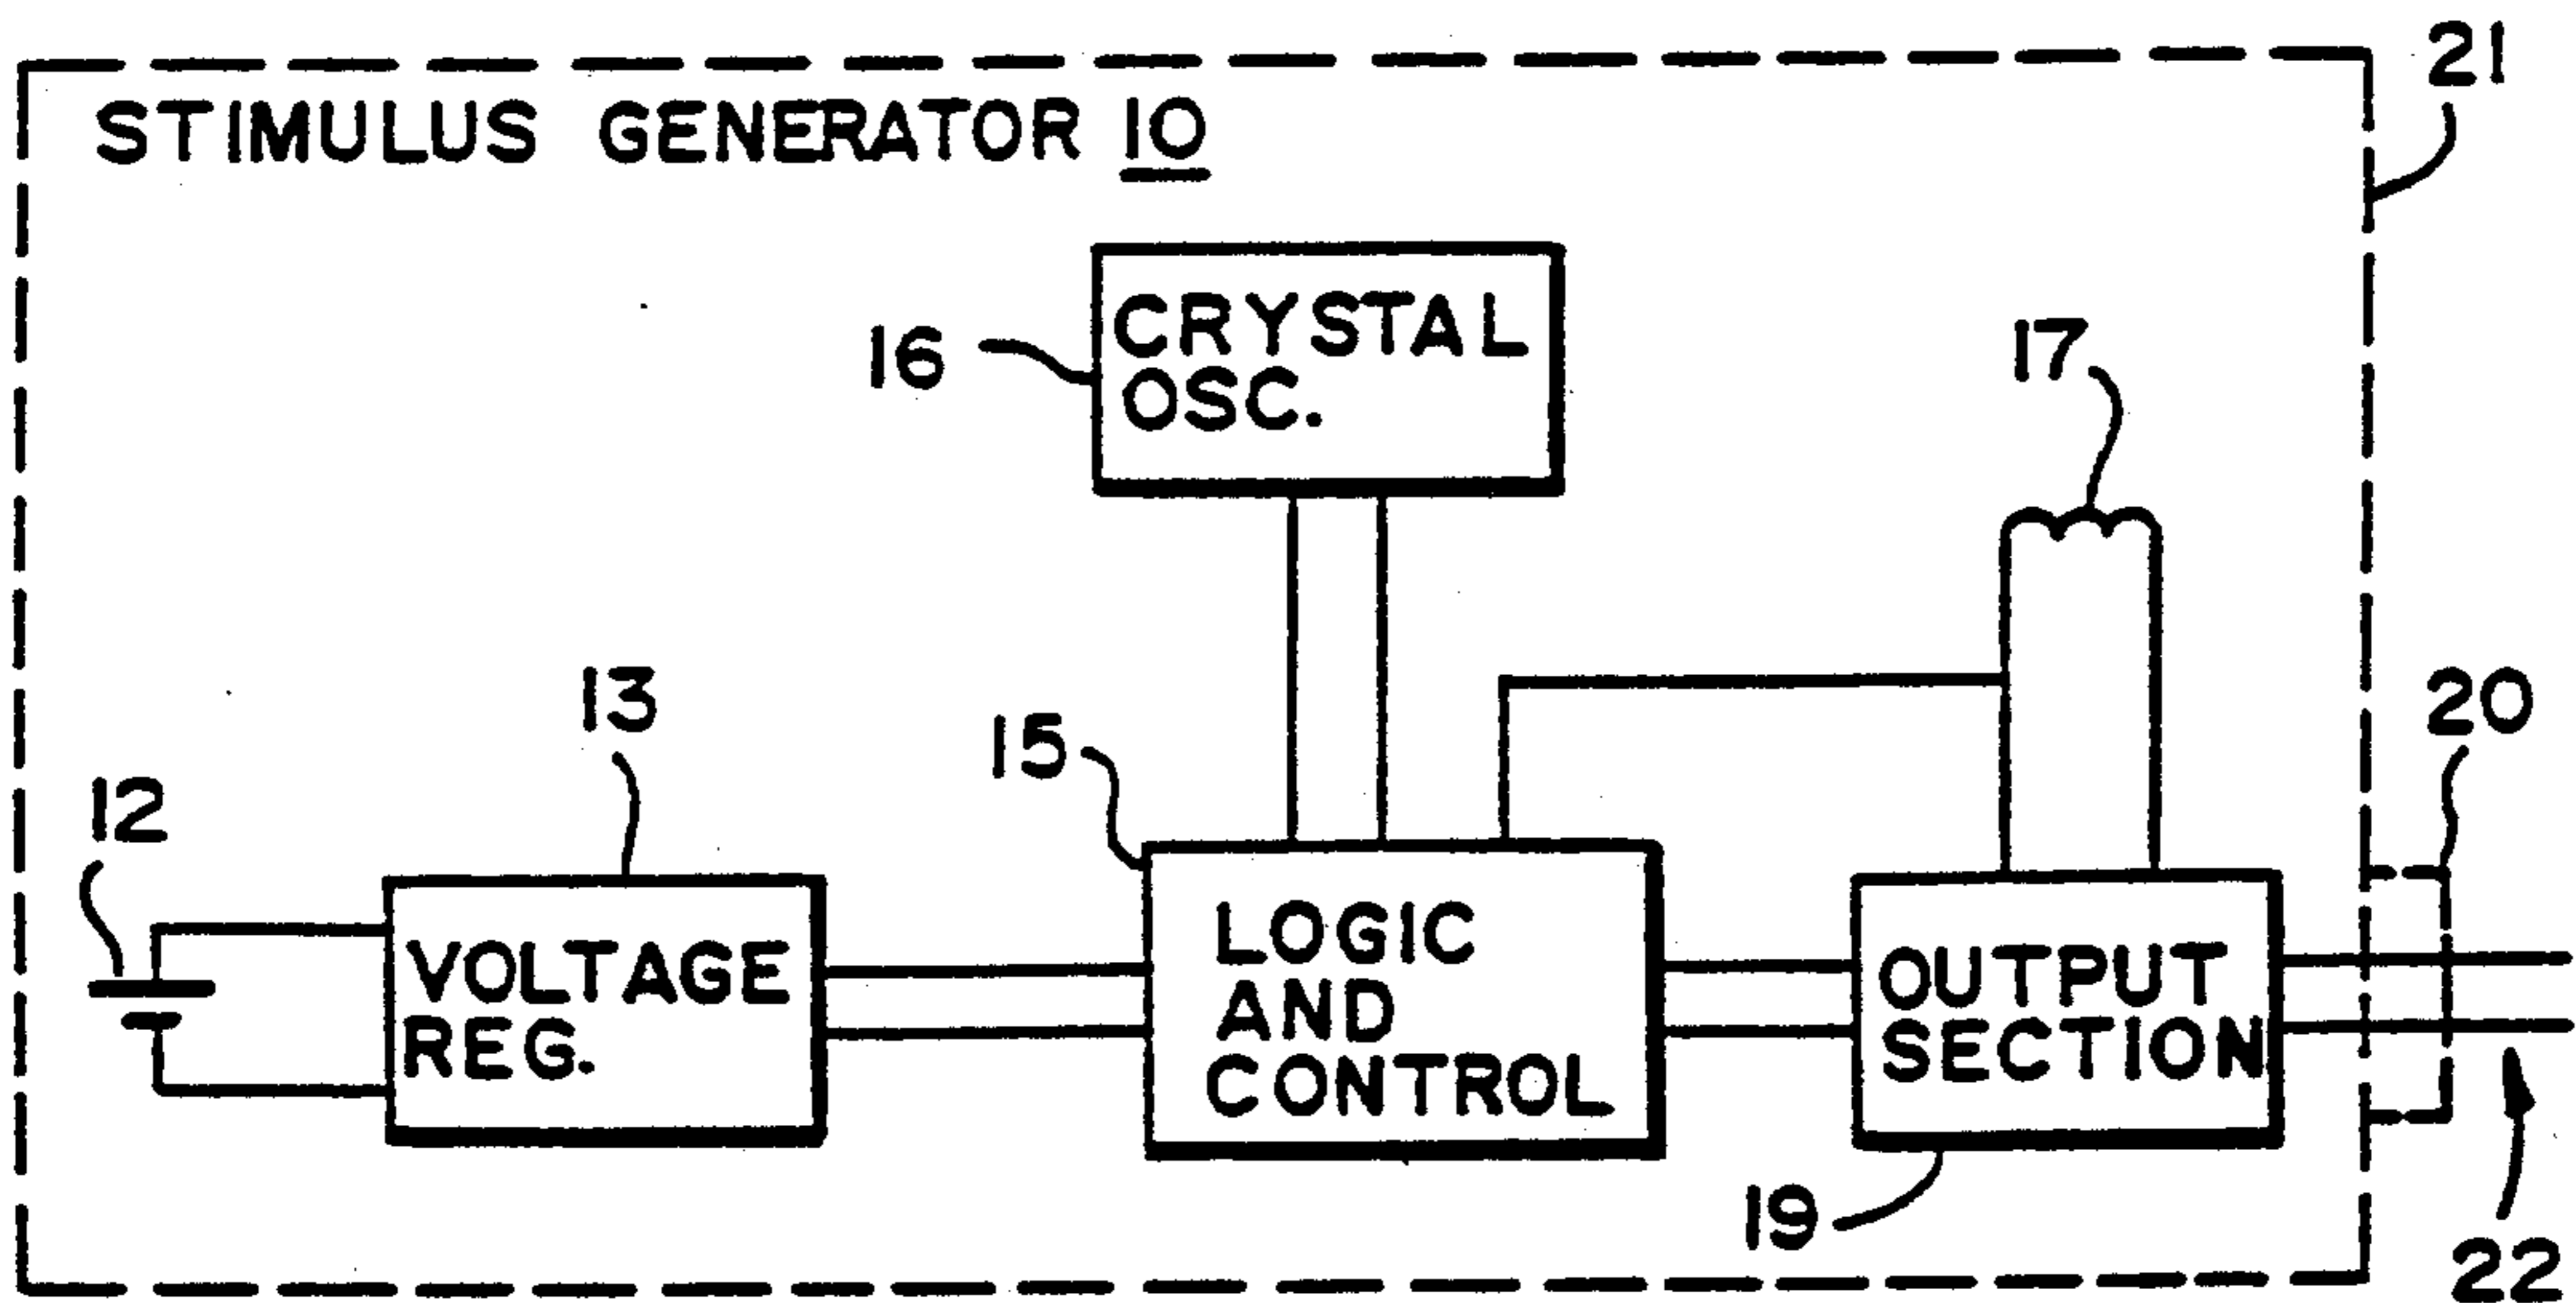 21
STIMULUS GENERATOR 10
CRYSTAL
OSC.
16
17
13
15
20
12
LOGIC
AND
CONTROL
VOLTAGE
REG.
OUTPUT
SECTION
19
22